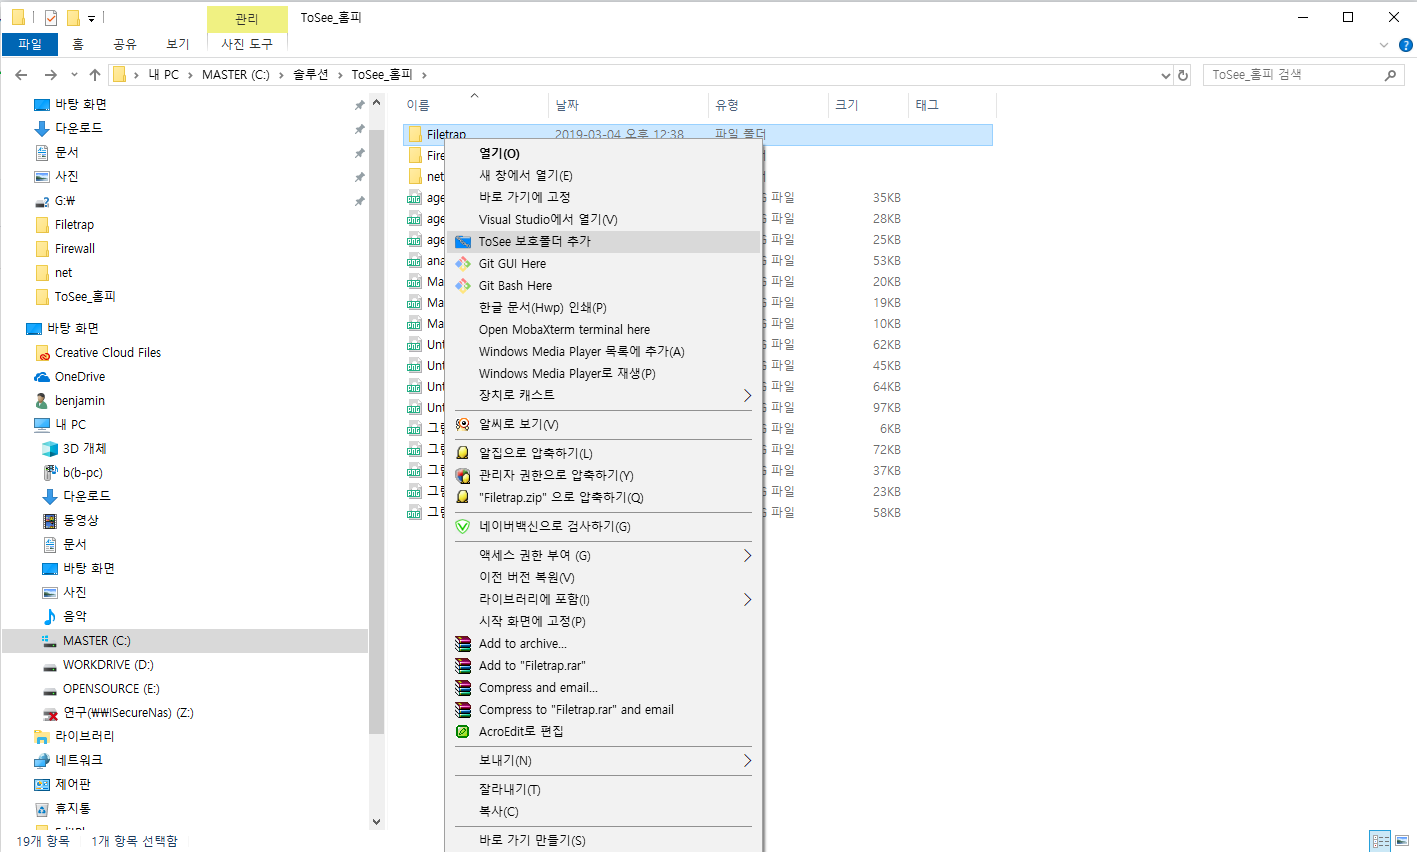 관리
ToSee_홈피
파일
홈
공유
보기
사진 도구
내 PC
MASTER (C:)
솔루션
ToSee_홈피
ToSee_홈피 검색
바탕 화면
다운로드
문서
사진
G:₩
Filetrap
Firewall
net
ToSee_홈피
바탕 화면
Creative Cloud Files
OneDrive
benjamin
내 PC
3D 개체
b(b-pc)
다운로드
동영상
문서
바탕 화면
사진
음악
MASTER (C:)
WORKDRIVE (D:)
OPENSOURCE (E:)
연구(₩₩ISecureNas) (Z:)
라이브러리
네트워크
제어판
휴지통
이름
날짜
유형
크기
태그
Filetrap 2019-03-04 오후 12:38 파일 폴더
Fire
net
age 파일 35KB
age 파일 28KB
age 파일 25KB
ana 파일 53KB
Ma 파일 20KB
Ma 파일 19KB
Ma 파일 10KB
Unt 파일 62KB
Unt 파일 45KB
Unt 파일 64KB
Unt 파일 97KB
그림 파일 6KB
그림 파일 72KB
그림 파일 37KB
그림 파일 23KB
그림 파일 58KB
열기(O)
새 창에서 열기(E)
바로 가기에 고정
Visual Studio에서 열기(V)
ToSee 보호폴더 추가
Git GUI Here
Git Bash Here
한글 문서(Hwp) 인쇄(P)
Open MobaXterm terminal here
Windows Media Player 목록에 추가(A)
Windows Media Player로 재생(P)
장치로 캐스트
알씨로 보기(V)
알집으로 압축하기(L)
관리자 권한으로 압축하기(Y)
"Filetrap.zip" 으로 압축하기(Q)
네이버백신으로 검사하기(G)
액세스 권한 부여 (G)
이전 버전 복원(V)
라이브러리에 포함(I)
시작 화면에 고정(P)
Add to archive...
Add to "Filetrap.rar"
Compress and email...
Compress to "Filetrap.rar" and email
AcroEdit로 편집
보내기(N)
잘라내기(T)
복사(C)
바로 가기 만들기(S)
19개 항목
1개 항목 선택함